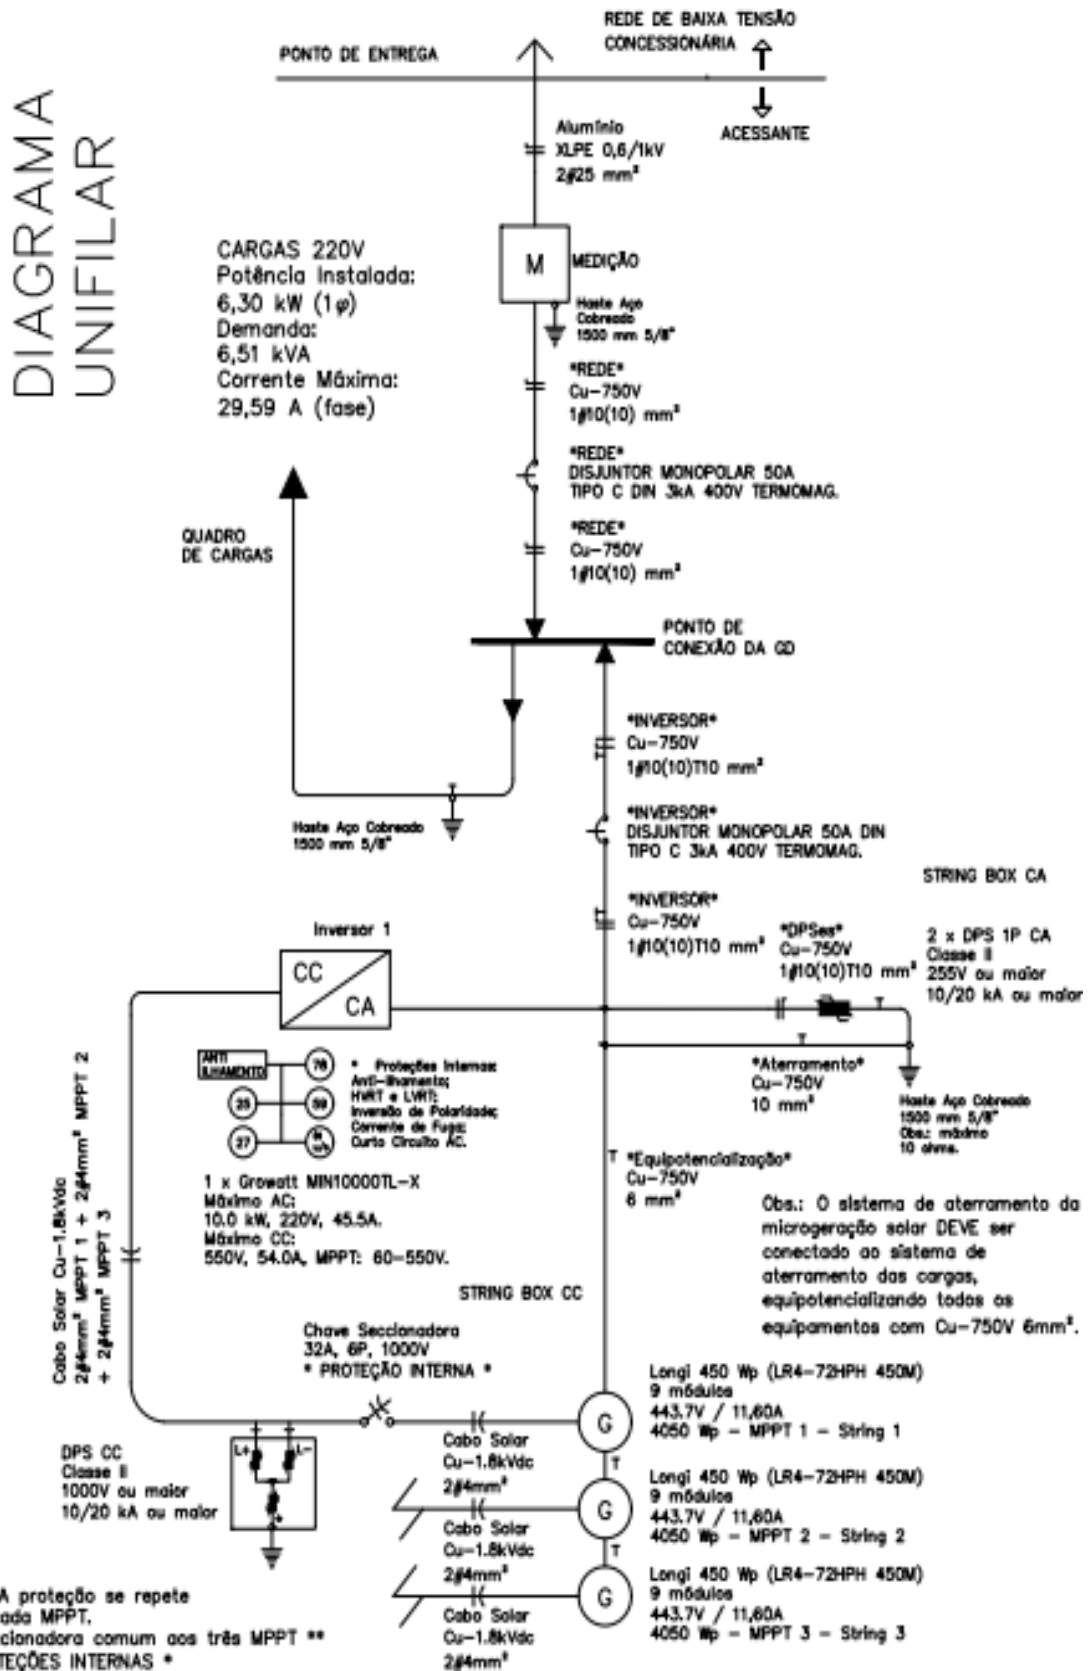 DIAGRAMA
UNIFILAR
REDE DE BAIXA TENSÃO
CONCESSIONÁRIA
PONTO DE ENTREGA
ACESSANTE
Alumínio
XLPE 0,6/1kV
2#25 mm²
CARGAS 220V
Potência Instalada:
6,30 kW (1φ)
Demanda:
6,51 kVA
Corrente Máxima:
29,59 A (fase)
M
MEDIÇÃO
Haste Aço
Cobreado
1500 mm 5/8"
*REDE*
Cu-750V
1#10(10) mm²
*REDE*
DISJUNTOR MONOPOLAR 50A
TIPO C DIN 3kA 400V TERMOMAG.
*REDE*
Cu-750V
1#10(10) mm²
QUADRO
DE CARGAS
PONTO DE
CONEXÃO DA GD
*INVERSOR*
Cu-750V
1#10(10)T10 mm²
T
Haste Aço Cobreado
1500 mm 5/8"
*INVERSOR*
DISJUNTOR MONOPOLAR 50A DIN
TIPO C 3kA 400V TERMOMAG.
STRING BOX CA
*INVERSOR*
Cu-750V
1#10(10)T10 mm²
*DPSes*
Cu-750V
1#10(10)T10 mm²
2 x DPS 1P CA
Classe II
255V ou maior
10/20 kA ou maior
T
T
*Aterramento*
Cu-750V
10 mm²
Haste Aço Cobreado
1500 mm 5/8"
Obs.: máximo
10 ohms.
Inversor 1
CC
CA
ANTI
ILHAMENTO
78
25
59
27
* Proteções Internas:
Anti-Ilhamento;
HVRT e LVRT;
Inversão de Polaridade;
Corrente de Fuga;
Curto Circuito AC.
1 x Growatt MIN10000TL-X
Máximo AC:
10.0 kW, 220V, 45.5A.
Máximo CC:
550V, 54.0A, MPPT: 60-550V.
T
*Equipotencialização*
Cu-750V
6 mm²
Obs.: O sistema de aterramento da
microgeração solar DEVE ser
conectado ao sistema de
aterramento das cargas,
equipotencializando todos os
equipamentos com Cu-750V 6mm².
Cabo Solar Cu-1.8kVdc
2#4mm² MPPT 1 + 2#4mm² MPPT 2
+ 2#4mm² MPPT 3
STRING BOX CC
Chave Seccionadora
32A, 6P, 1000V
* PROTEÇÃO INTERNA *
DPS CC
Classe II
1000V ou maior
10/20 kA ou maior
L+
L-
Cabo Solar
Cu-1.8kVdc
2#4mm²
G
Longi 450 Wp (LR4-72HPH 450M)
9 módulos
443.7V / 11,60A
4050 Wp - MPPT 1 - String 1
T
Cabo Solar
Cu-1.8kVdc
2#4mm²
G
Longi 450 Wp (LR4-72HPH 450M)
9 módulos
443.7V / 11,60A
4050 Wp - MPPT 2 - String 2
T
Cabo Solar
Cu-1.8kVdc
2#4mm²
G
Longi 450 Wp (LR4-72HPH 450M)
9 módulos
443.7V / 11,60A
4050 Wp - MPPT 3 - String 3
A proteção se repete
ada MPPT.
cionadora comum aos três MPPT **
TEÇÕES INTERNAS *